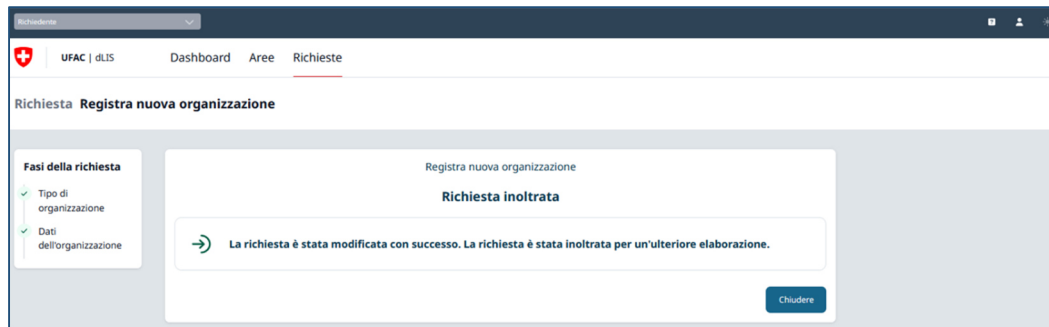 Richiedente
UFAC | dLIS
Dashboard Aree Richieste
Richiesta Registra nuova organizzazione
Fasi della richiesta
Tipo di
organizzazione
Dati
dell'organizzazione
Registra nuova organizzazione
Richiesta inoltrata
La richiesta è stata modificata con successo. La richiesta è stata inoltrata per un'ulteriore elaborazione.
Chiudere